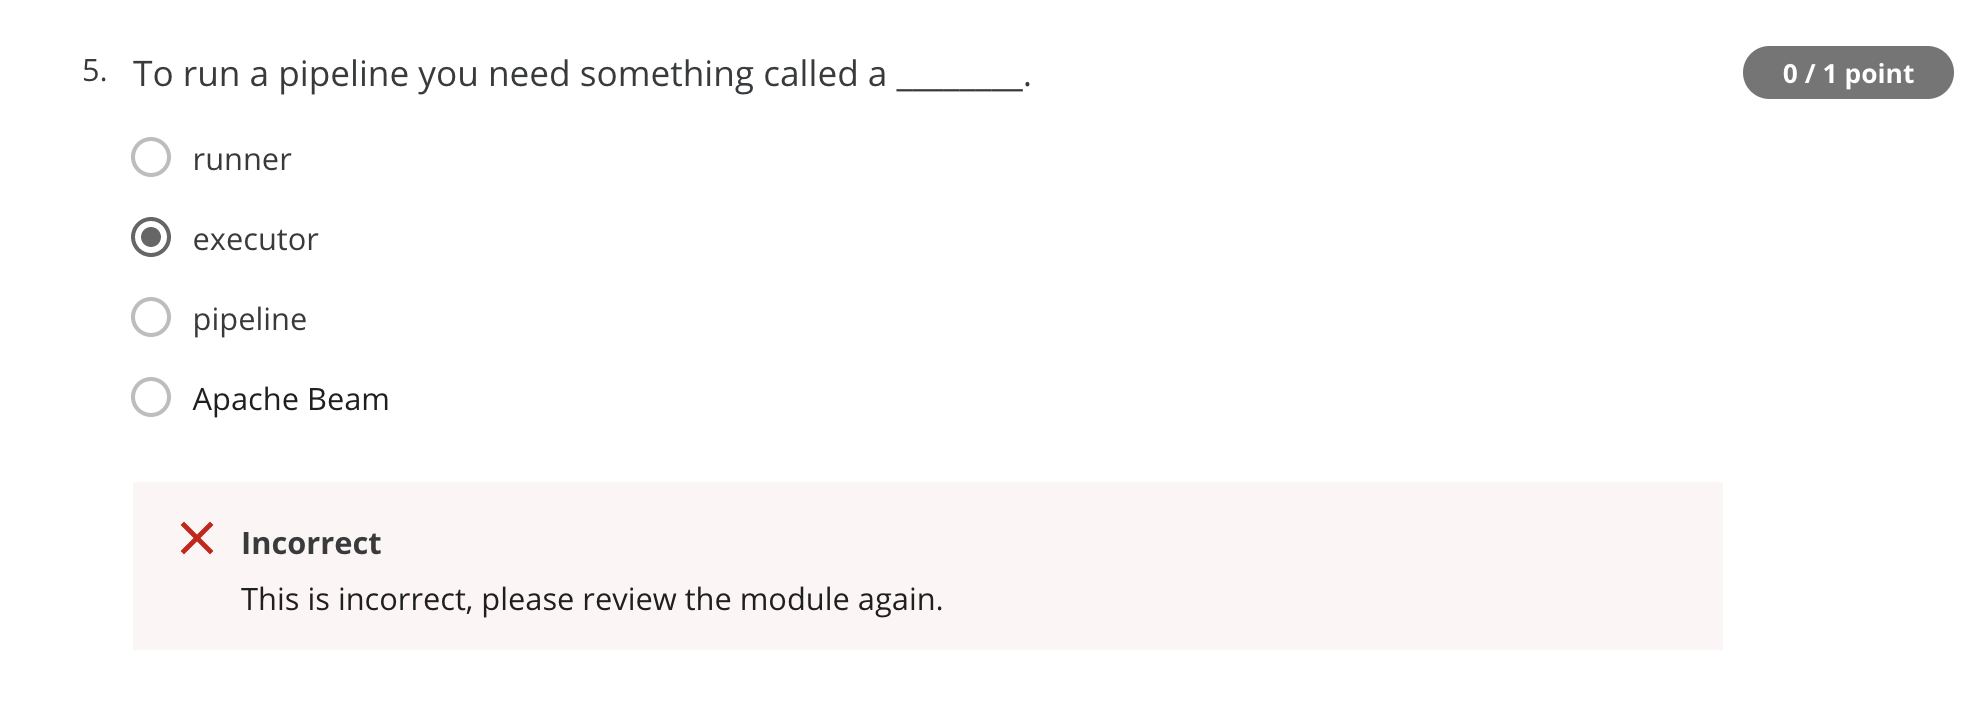 5. To run a pipeline you need something called a ________.
0 / 1 point
runner
executor
pipeline
Apache Beam
Incorrect
This is incorrect, please review the module again.